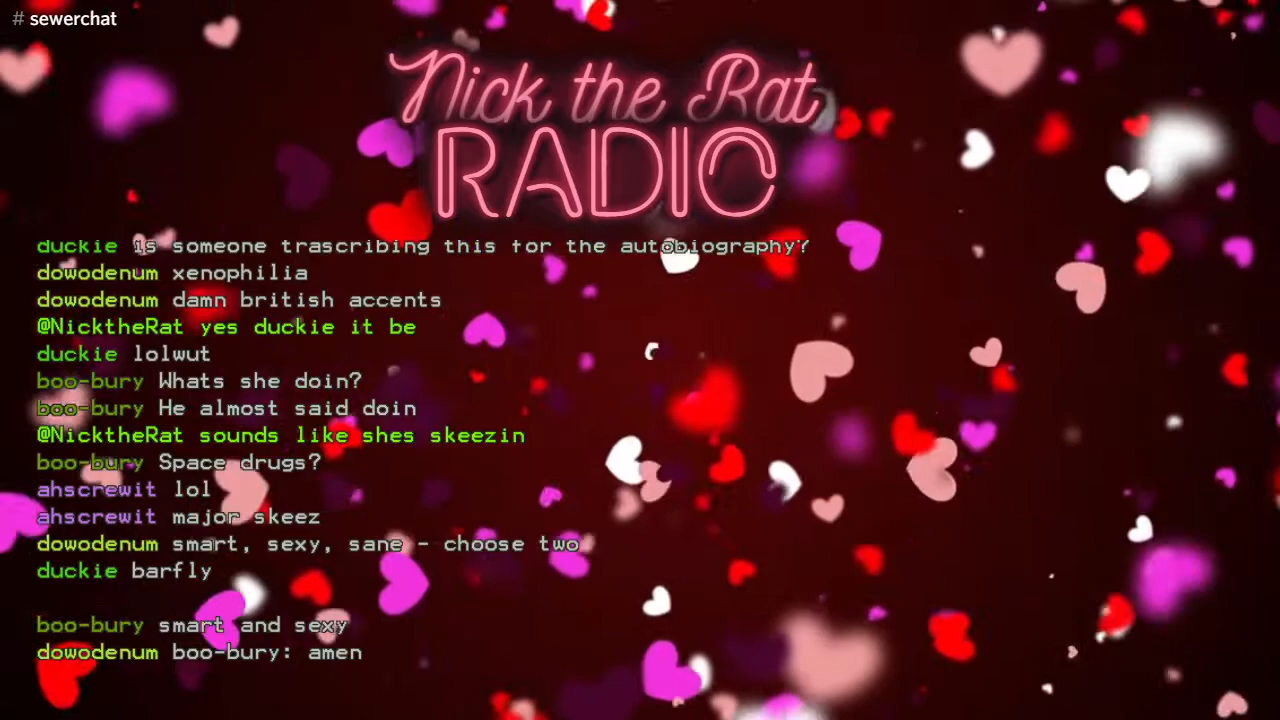 # sewerchat
Nick the Rat
RADIO
duckie is someone trascribing this for the autobiography?
dowodenum xenophilia
dowodenum damn british accents
@NicktheRat yes duckie it be
duckie lolwut
boo-bury Whats she doin?
boo-bury He almost said doin
@NicktheRat sounds like shes skeezin
boo-bury Space drugs?
ahscrewit lol
ahscrewit major skeez
dowodenum smart, sexy, sane - choose two
duckie barfly
boo-bury smart and sexy
dowodenum boo-bury: amen